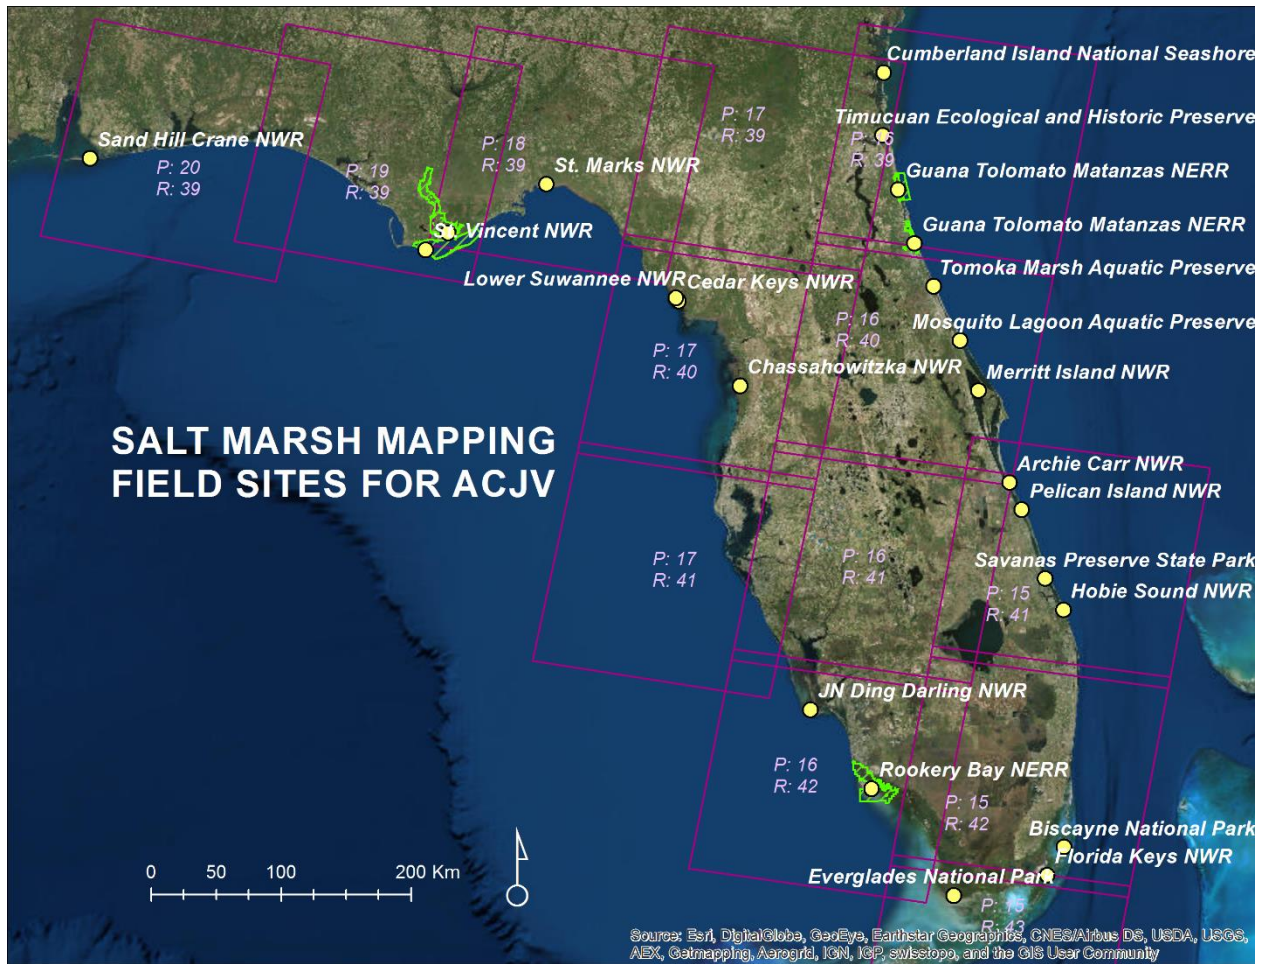 Cumberland Island National Seashore
Timucuan Ecological and Historic Preserve
P: 17
R: 39
P: 16
R: 39
Sand Hill Crane NWR
P: 18
R: 39
P: 20
R: 39
P: 19
R: 39
St. Marks NWR
Guana Tolomato Matanzas NERR
St. Vincent NWR
Guana Tolomato Matanzas NERR
Lower Suwannee NWR
Cedar Keys NWR
Tomoka Marsh Aquatic Preserve
P: 16
R: 40
Mosquito Lagoon Aquatic Preserve
P: 17
R: 40
Chassahowitzka NWR
Merritt Island NWR
SALT MARSH MAPPING
FIELD SITES FOR ACJV
Archie Carr NWR
Pelican Island NWR
P: 17
R: 41
P: 16
R: 41
Savanas Preserve State Park
P: 15
R: 41
Hobie Sound NWR
JN Ding Darling NWR
P: 16
R: 42
Rookery Bay NERR
P: 15
R: 42
Biscayne National Park
Florida Keys NWR
Everglades National Park
P: 15
R: 43
0 50 100 200 Km
Source: Esri, DigitalGlobe, GeoEye, Earthstar Geographics, CNES/Airbus DS, USDA, USGS,
AEX, Getmapping, Aerogrid, IGN, IGP, swisstopo, and the GIS User Community